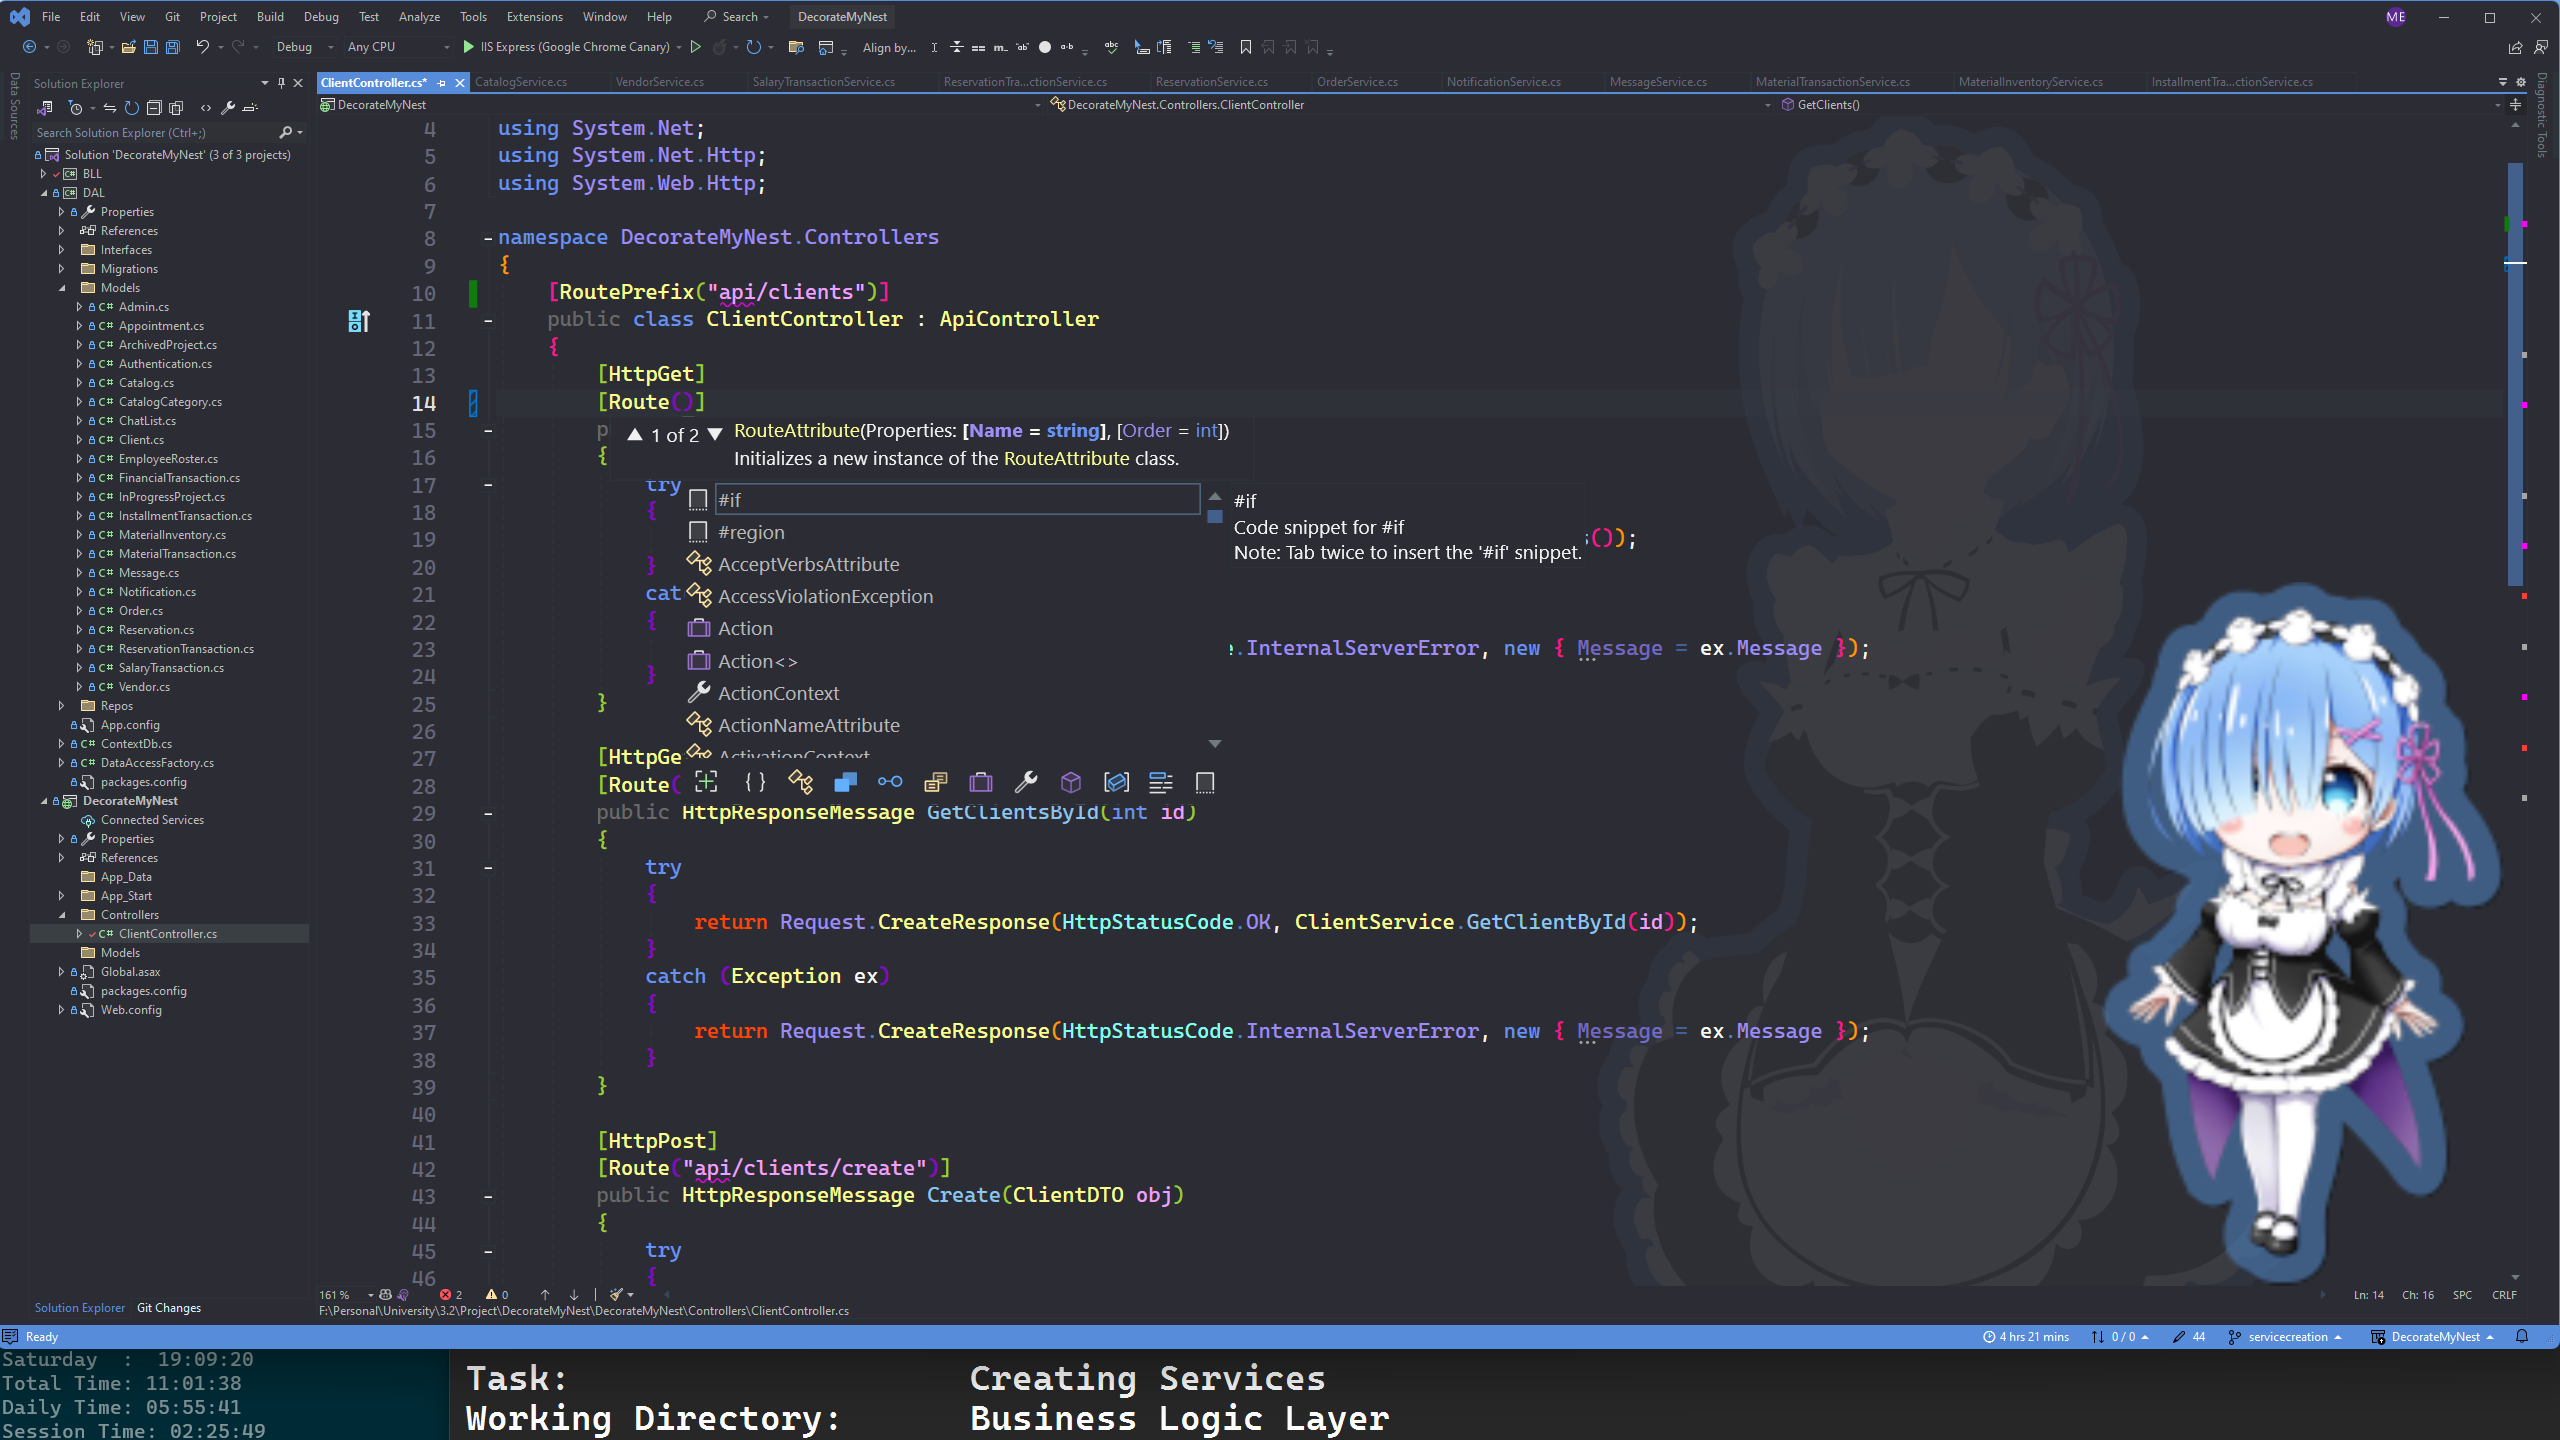 File Edit View Git Project Build Debug Test Analyze Tools Extensions Window Help Search DecorateMyNest ME
Debug Any CPU IIS Express (Google Chrome Canary) Align by...
Data Sources
Diagnostic Tools
Solution Explorer
Search Solution Explorer (Ctrl+;)
Solution 'DecorateMyNest' (3 of 3 projects)
BLL
DAL
Properties
References
Interfaces
Migrations
Models
Admin.cs
Appointment.cs
ArchivedProject.cs
Authentication.cs
Catalog.cs
CatalogCategory.cs
ChatList.cs
Client.cs
EmployeeRoster.cs
FinancialTransaction.cs
InProgressProject.cs
InstallmentTransaction.cs
MaterialInventory.cs
MaterialTransaction.cs
Message.cs
Notification.cs
Order.cs
Reservation.cs
ReservationTransaction.cs
SalaryTransaction.cs
Vendor.cs
Repos
App.config
ContextDb.cs
DataAccessFactory.cs
packages.config
DecorateMyNest
Connected Services
Properties
References
App_Data
App_Start
Controllers
ClientController.cs
Models
Global.asax
packages.config
Web.config
Solution Explorer Git Changes
ClientController.cs* CatalogService.cs VendorService.cs SalaryTransactionService.cs ReservationTra...ctionService.cs ReservationService.cs OrderService.cs NotificationService.cs MessageService.cs MaterialTransactionService.cs MaterialInventoryService.cs InstallmentTra...ctionService.cs
DecorateMyNest DecorateMyNest.Controllers.ClientController GetClients()
4 using System.Net;
5 using System.Net.Http;
6 using System.Web.Http;
7
8 namespace DecorateMyNest.Controllers
9 {
10 [RoutePrefix("api/clients")]
11 public class ClientController : ApiController
12 {
13 [HttpGet]
14 [Route()]
15 p
16 {
17 try
18 {
19 s());
20 }
21 cat
22 {
23 e.InternalServerError, new { Message = ex.Message });
24 }
25 }
26
27 [HttpGe
28 [Route(
29 public HttpResponseMessage GetClientsById(int id)
30 {
31 try
32 {
33 return Request.CreateResponse(HttpStatusCode.OK, ClientService.GetClientById(id));
34 }
35 catch (Exception ex)
36 {
37 return Request.CreateResponse(HttpStatusCode.InternalServerError, new { Message = ex.Message });
38 }
39 }
40
41 [HttpPost]
42 [Route("api/clients/create")]
43 public HttpResponseMessage Create(ClientDTO obj)
44 {
45 try
46 {
1 of 2 RouteAttribute(Properties: [Name = string], [Order = int])
Initializes a new instance of the RouteAttribute class.
#if
#region
AcceptVerbsAttribute
AccessViolationException
Action
Action<>
ActionContext
ActionNameAttribute
ActivationContext
#if
Code snippet for #if
Note: Tab twice to insert the '#if' snippet.
161 % 2 0 Ln: 14 Ch: 16 SPC CRLF
F:\Personal\University\3.2\Project\DecorateMyNest\DecorateMyNest\Controllers\ClientController.cs
Ready 4 hrs 21 mins 0 / 0 44 servicecreation DecorateMyNest
Saturday : 19:09:20
Total Time: 11:01:38
Daily Time: 05:55:41
Session Time: 02:25:49
Task: Creating Services
Working Directory: Business Logic Layer